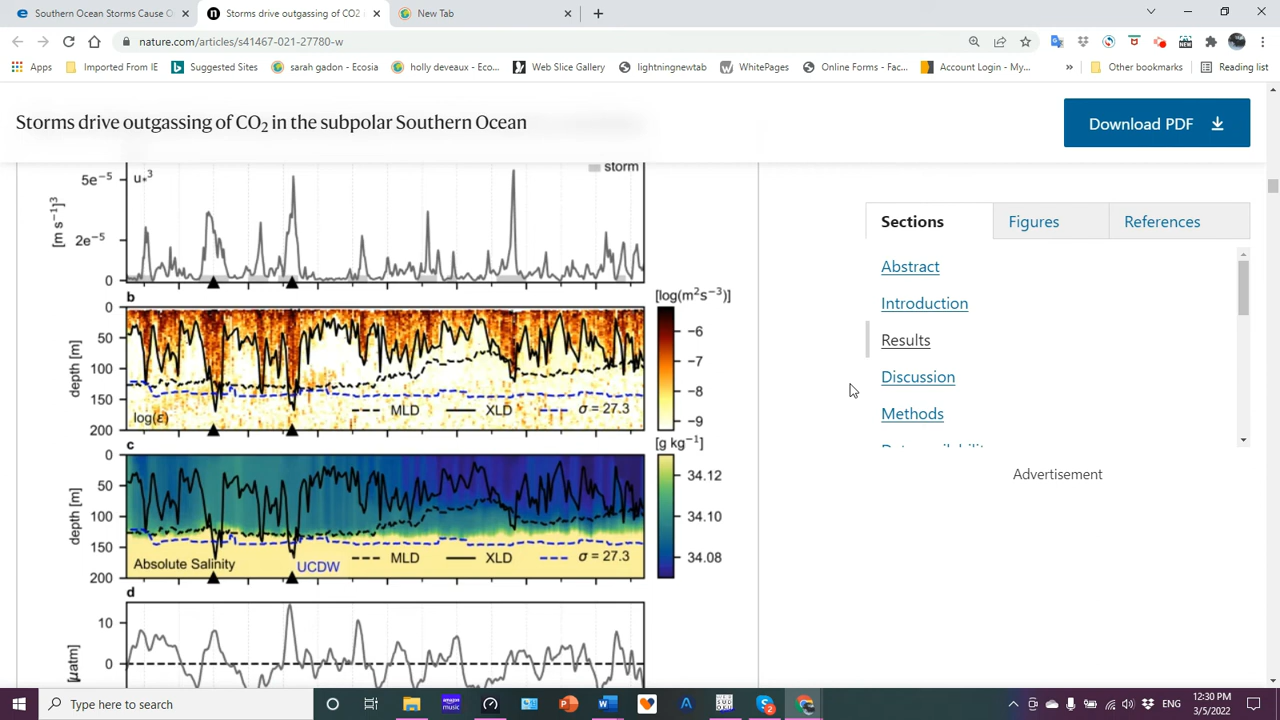 Southern Ocean Storms Cause O
Storms drive outgassing of CO2
New Tab
nature.com/articles/s41467-021-27780-w
Apps
Imported From IE
Suggested Sites
sarah gadon - Ecosia
holly deveaux - Eco...
Web Slice Gallery
lightningnewtab
WhitePages
Online Forms - Fac...
Account Login - My...
»
Other bookmarks
Reading list
Storms drive outgassing of CO₂ in the subpolar Southern Ocean
Download PDF
u*³
storm
[m s⁻¹]³
5e⁻⁵
2e⁻⁵
0
b
[log(m²s⁻³)]
depth [m]
0
50
100
150
200
log(ε)
MLD
XLD
σ = 27.3
−6
−7
−8
−9
c
[g kg⁻¹]
depth [m]
0
50
100
150
200
Absolute Salinity
UCDW
MLD
XLD
σ = 27.3
34.12
34.10
34.08
d
[μatm]
10
0
Sections
Figures
References
Abstract
Introduction
Results
Discussion
Methods
Advertisement
Type here to search
ENG
12:30 PM
3/5/2022